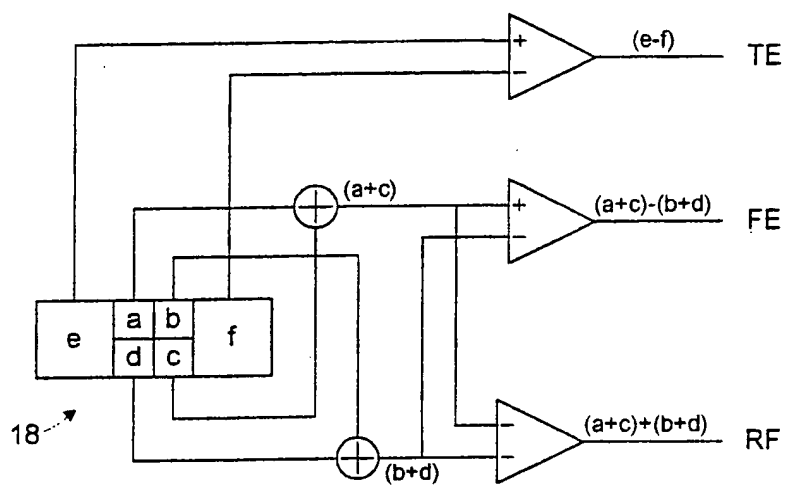 +
−
(e-f)
TE
(a+c)
+
−
(a+c)-(b+d)
FE
e
a
b
f
d
c
18
(b+d)
−
−
(a+c)+(b+d)
RF